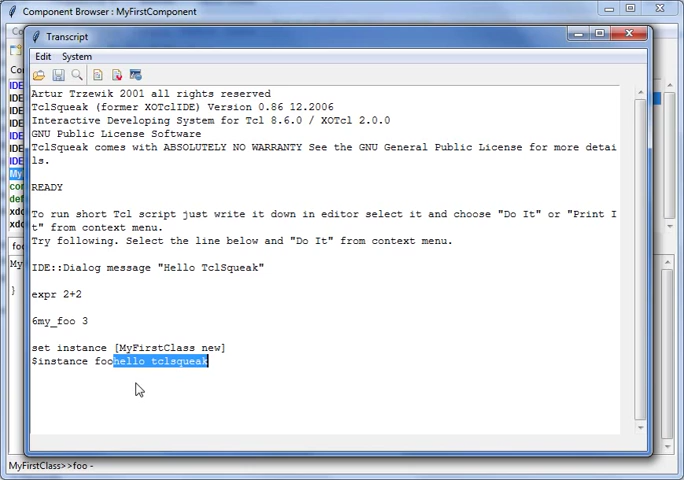 Component Browser : MyFirstComponent
Transcript
Edit System
Artur Trzewik 2001 all rights reserved
TclSqueak (former XOTclIDE) Version 0.86 12.2006
Interactive Developing System for Tcl 8.6.0 / XOTcl 2.0.0
GNU Public License Software
TclSqueak comes with ABSOLUTELY NO WARRANTY See the GNU General Public License for more detai
ls.
READY
To run short Tcl script just write it down in editor select it and choose "Do It" or "Print I
t" from context menu.
Try following. Select the line below and "Do It" from context menu.
IDE::Dialog message "Hello TclSqueak"
expr 2+2
6my_foo 3
set instance [MyFirstClass new]
$instance foohello tclsqueak
MyFirstClass>>foo -